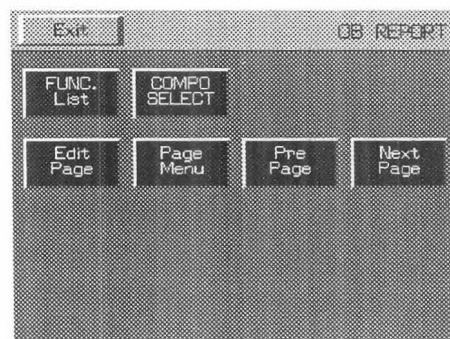 Exit
OB REPORT
FUNC. List
COMPO SELECT
Edit Page
Page Menu
Pre Page
Next Page